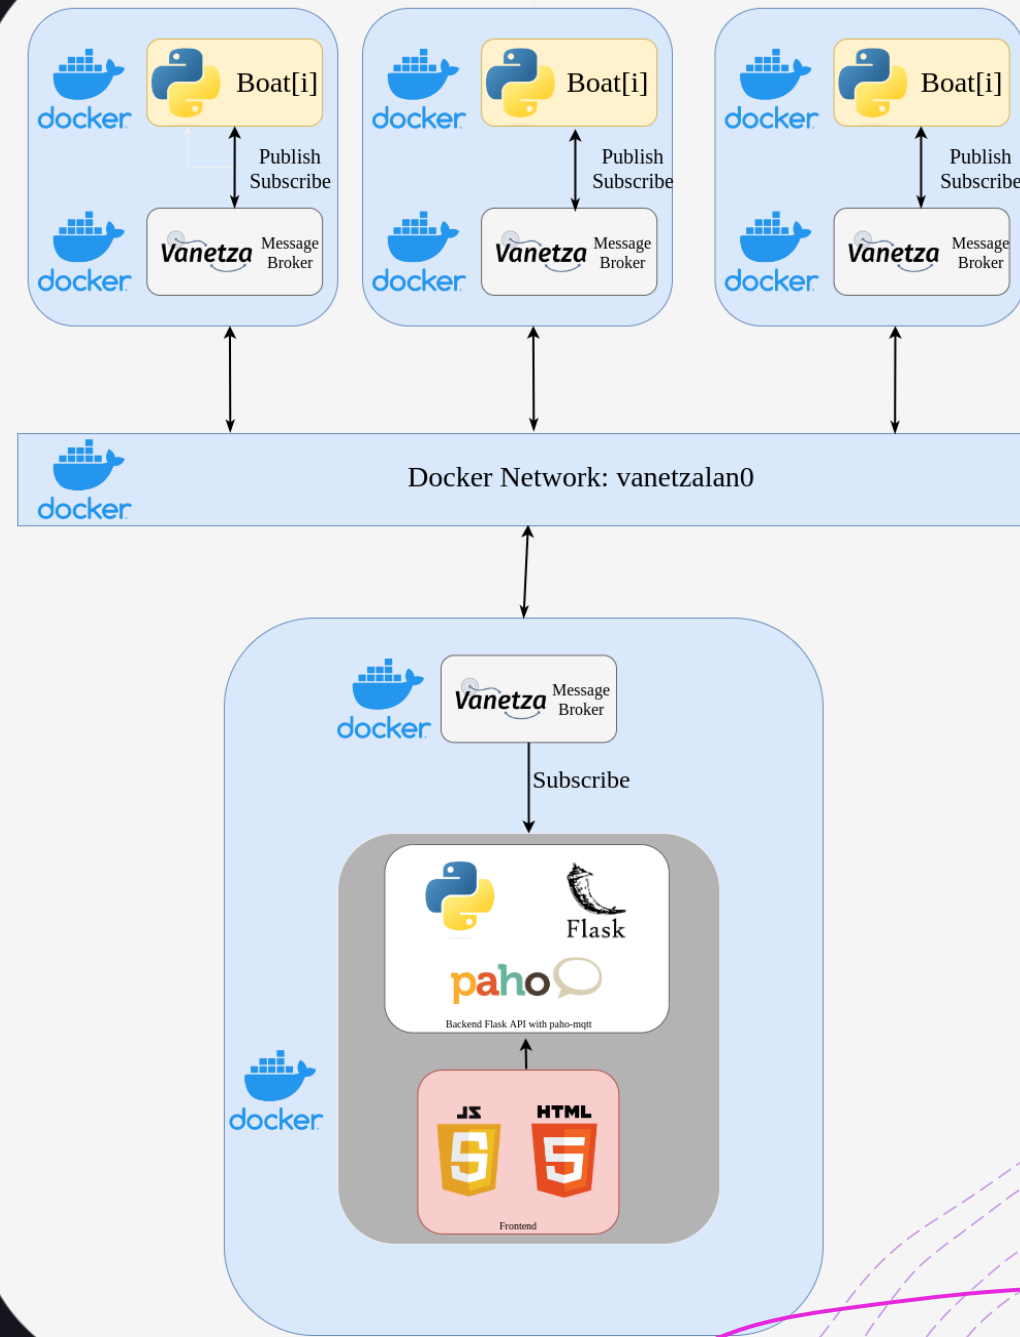 docker
Boat[i]
Publish
Subscribe
docker
Vanetza
Message
Broker
docker
Boat[i]
Publish
Subscribe
docker
Vanetza
Message
Broker
docker
Boat[i]
Publish
Subscribe
docker
Vanetza
Message
Broker
docker
Docker Network: vanetzalan0
docker
Vanetza
Message
Broker
Subscribe
Flask
paho
Backend Flask API with paho-mqtt
docker
JS
HTML
5
Frontend